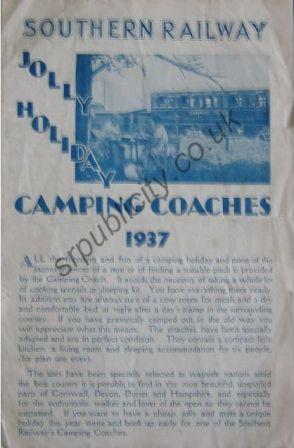 SOUTHERN RAILWAY
JOLLY
HOLIDAY
CAMPING COACHES
1937
ALL the freedom and fun of a camping holiday and none of the
inconveniences of a tent or of finding a suitable pitch is provided
by the Camping Coach. It avoids the necessity of taking a whole lot
of cooking utensils or sleeping kit. You have everything there ready.
In addition you are always sure of a cosy room for meals and a dry
and comfortable bed at night after a day's tramp in the surrounding
country. If you have previously camped out in the old way you
will appreciate what this means. The coaches have been specially
adapted and are in perfect condition. They contain a compact little
kitchen, a living room and sleeping accommodation for six people,
(for plan see over).
The sites have been specially selected at wayside stations amid
the best country it is possible to find in the most beautiful, unspoiled
parts of Cornwall, Devon, Dorset and Hampshire, and especially
for the enthusiastic walker and lover of the open air they cannot be
surpassed. If you want to have a cheap, jolly and quite a unique
holiday this year write and book up early for one of the Southern
Railway's Camping Coaches.
srpublicity.co.uk